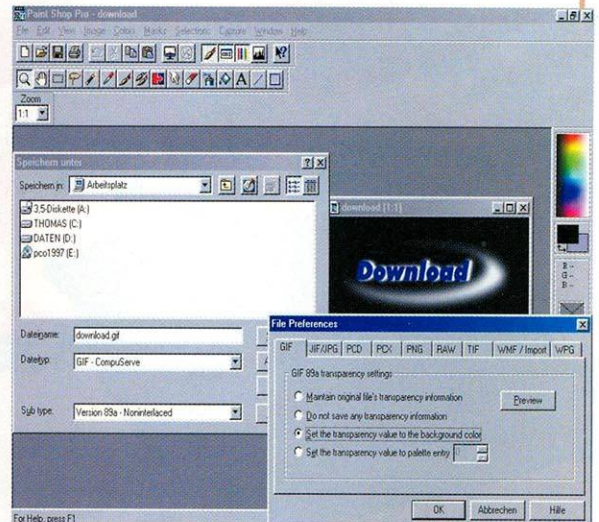 Paint Shop Pro - download
File Edit View Image Colors Masks Selections Capture Window Help
Zoom
1:1
Speichern unter
Speichern in: Arbeitsplatz
3,5-Diskette (A:)
THOMAS (C:)
DATEN (D:)
pco1997 (E:)
download [1:1]
Download
R -
G -
B -
Dateiname: download.gif
Dateityp: GIF - CompuServe
Sub type: Version 89a - Noninterlaced
File Preferences
GIF JIF/JPG PCD PCX PNG RAW TIF WMF / Import WPG
GIF 89a transparency settings
Maintain original file's transparency information
Preview
Do not save any transparency information
Set the transparency value to the background color
Set the transparency value to palette entry 0
OK Abbrechen Hilfe
For Help, press F1